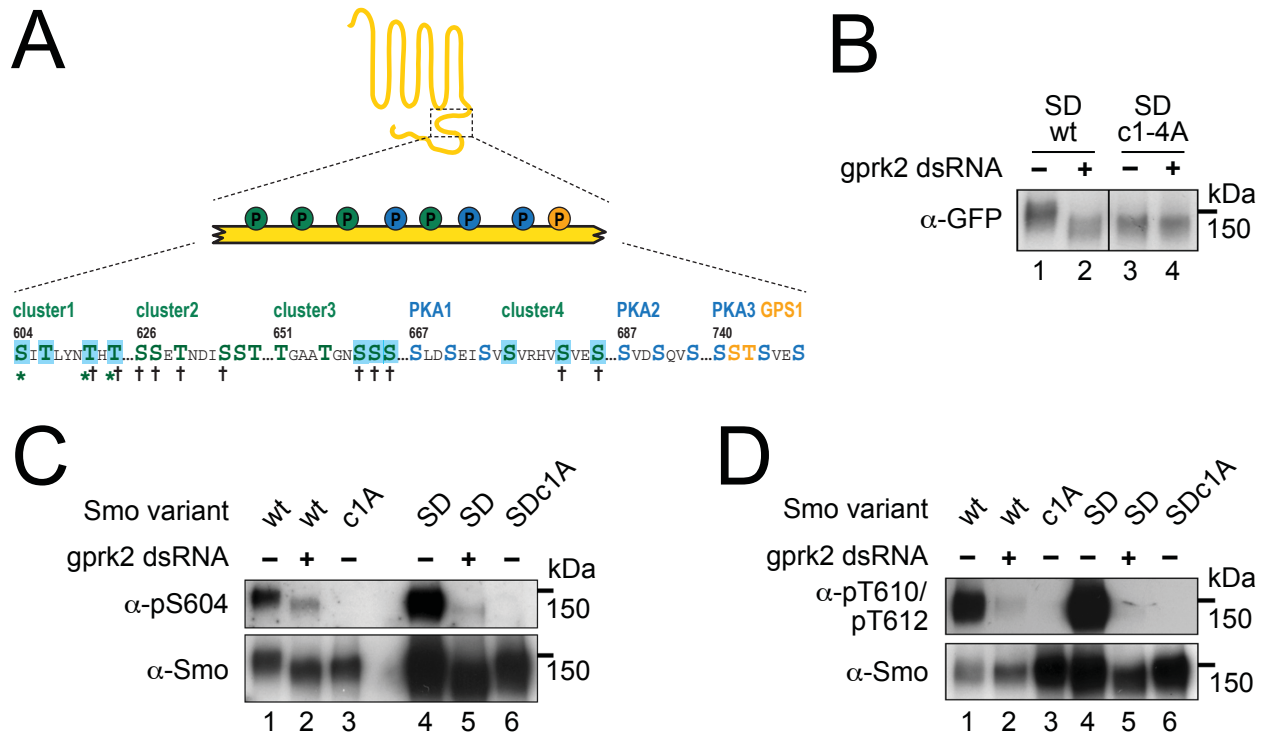 A
P P P P P P P P
cluster1 cluster2 cluster3 PKA1 cluster4 PKA2 PKA3 GPS1
604 626 651 667 687 740
SITLYNTHT...SSETNDISSST...TGAATGNSSS...SLDSEISVSVRHVSVES...SVDSQVS...SSTSVES
* *† *† † † † † † † † † †
B
SD SD
wt c1-4A
gprk2 dsRNA – + – +
kDa
α-GFP 150
1 2 3 4
C
Smo variant wt wt c1A SD SD SDc1A
gprk2 dsRNA – + – – + –
kDa
α-pS604 150
α-Smo 150
1 2 3 4 5 6
D
Smo variant wt wt c1A SD SD SDc1A
gprk2 dsRNA – + – – + –
kDa
α-pT610/
pT612 150
α-Smo 150
1 2 3 4 5 6